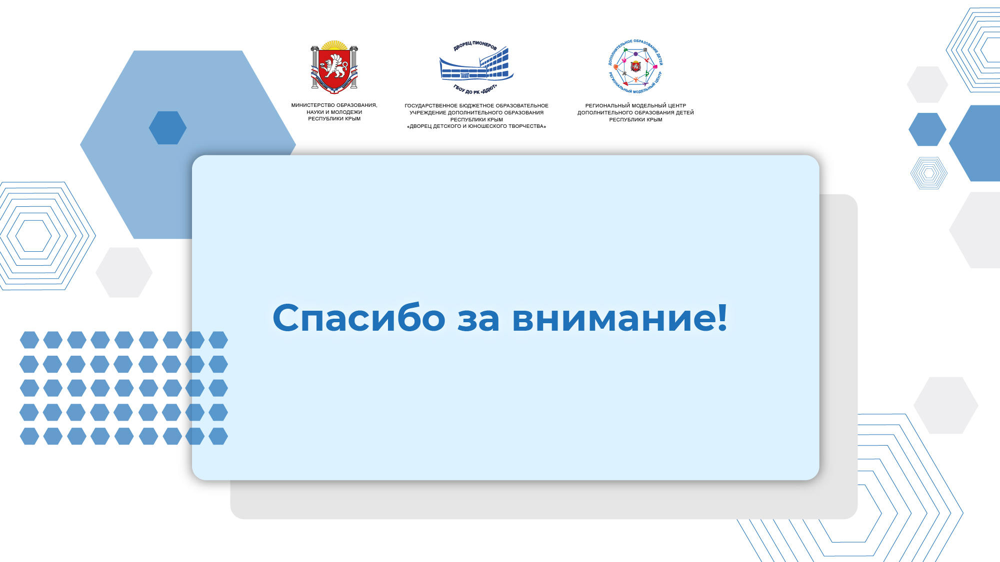 ДВОРЕЦ ПИОНЕРОВ
ГБОУ ДО РК «ДДЮТ»
ДОПОЛНИТЕЛЬНОЕ ОБРАЗОВАНИЕ ДЕТЕЙ
РЕГИОНАЛЬНЫЙ МОДЕЛЬНЫЙ ЦЕНТР
МИНИСТЕРСТВО ОБРАЗОВАНИЯ,
НАУКИ И МОЛОДЕЖИ
РЕСПУБЛИКИ КРЫМ
ГОСУДАРСТВЕННОЕ БЮДЖЕТНОЕ ОБРАЗОВАТЕЛЬНОЕ
УЧРЕЖДЕНИЕ ДОПОЛНИТЕЛЬНОГО ОБРАЗОВАНИЯ
РЕСПУБЛИКИ КРЫМ
«ДВОРЕЦ ДЕТСКОГО И ЮНОШЕСКОГО ТВОРЧЕСТВА»
РЕГИОНАЛЬНЫЙ МОДЕЛЬНЫЙ ЦЕНТР
ДОПОЛНИТЕЛЬНОГО ОБРАЗОВАНИЯ ДЕТЕЙ
РЕСПУБЛИКИ КРЫМ
Спасибо за внимание!